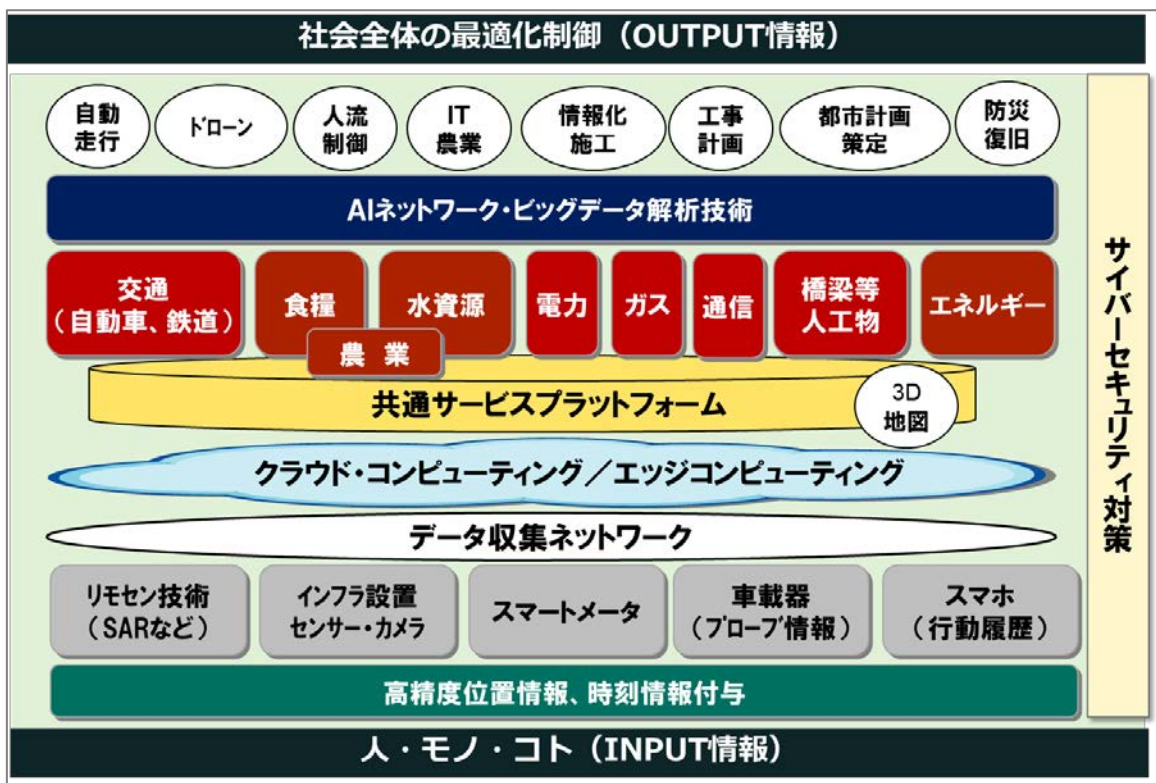 社会全体の最適化制御（OUTPUT情報）
自動
走行
ドローン
人流
制御
IT
農業
情報化
施工
工事
計画
都市計画
策定
防災
復旧
AIネットワーク・ビッグデータ解析技術
交通
（自動車、鉄道）
食糧
水資源
農業
電力
ガス
通信
橋梁等
人工物
エネルギー
共通サービスプラットフォーム
3D
地図
クラウド・コンピューティング／エッジコンピューティング
データ収集ネットワーク
リモセン技術
（SARなど）
インフラ設置
センサー・カメラ
スマートメータ
車載器
（プローブ情報）
スマホ
（行動履歴）
高精度位置情報、時刻情報付与
人・モノ・コト（INPUT情報）
サイバーセキュリティ対策